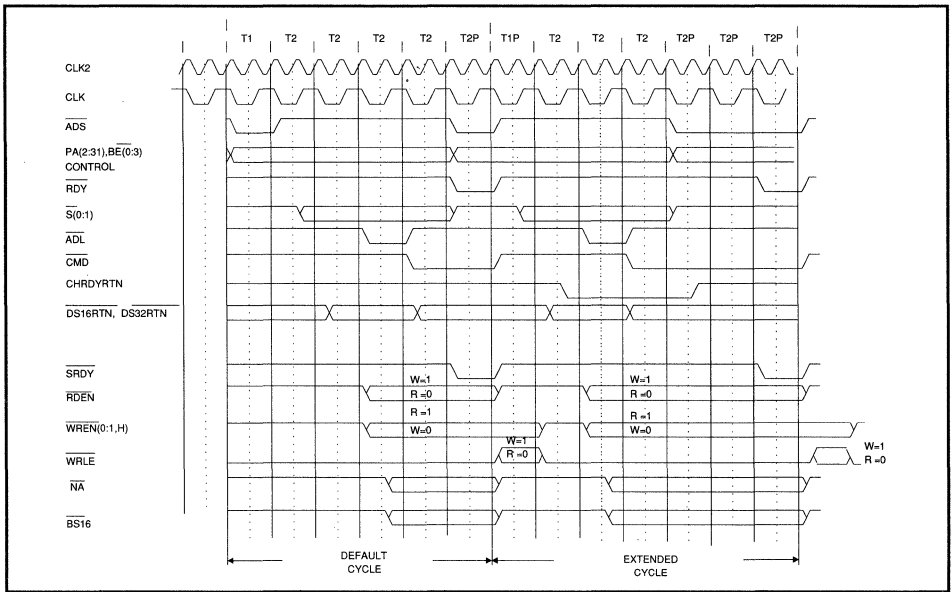 T1 T2 T2 T2 T2 T2P T1P T2 T2 T2 T2P T2P T2P
CLK2
CLK
ADS
PA(2:31),BE(0:3)
CONTROL
RDY
S(0:1)
ADL
CMD
CHRDYRTN
DS16RTN, DS32RTN
SRDY
W=1 W=1
RDEN R=0 R=0
R=1 R=1
WREN(0:1,H) W=0 W=0
W=1 W=1
WRLE R=0 R=0
NA
BS16
DEFAULT
CYCLE
EXTENDED
CYCLE